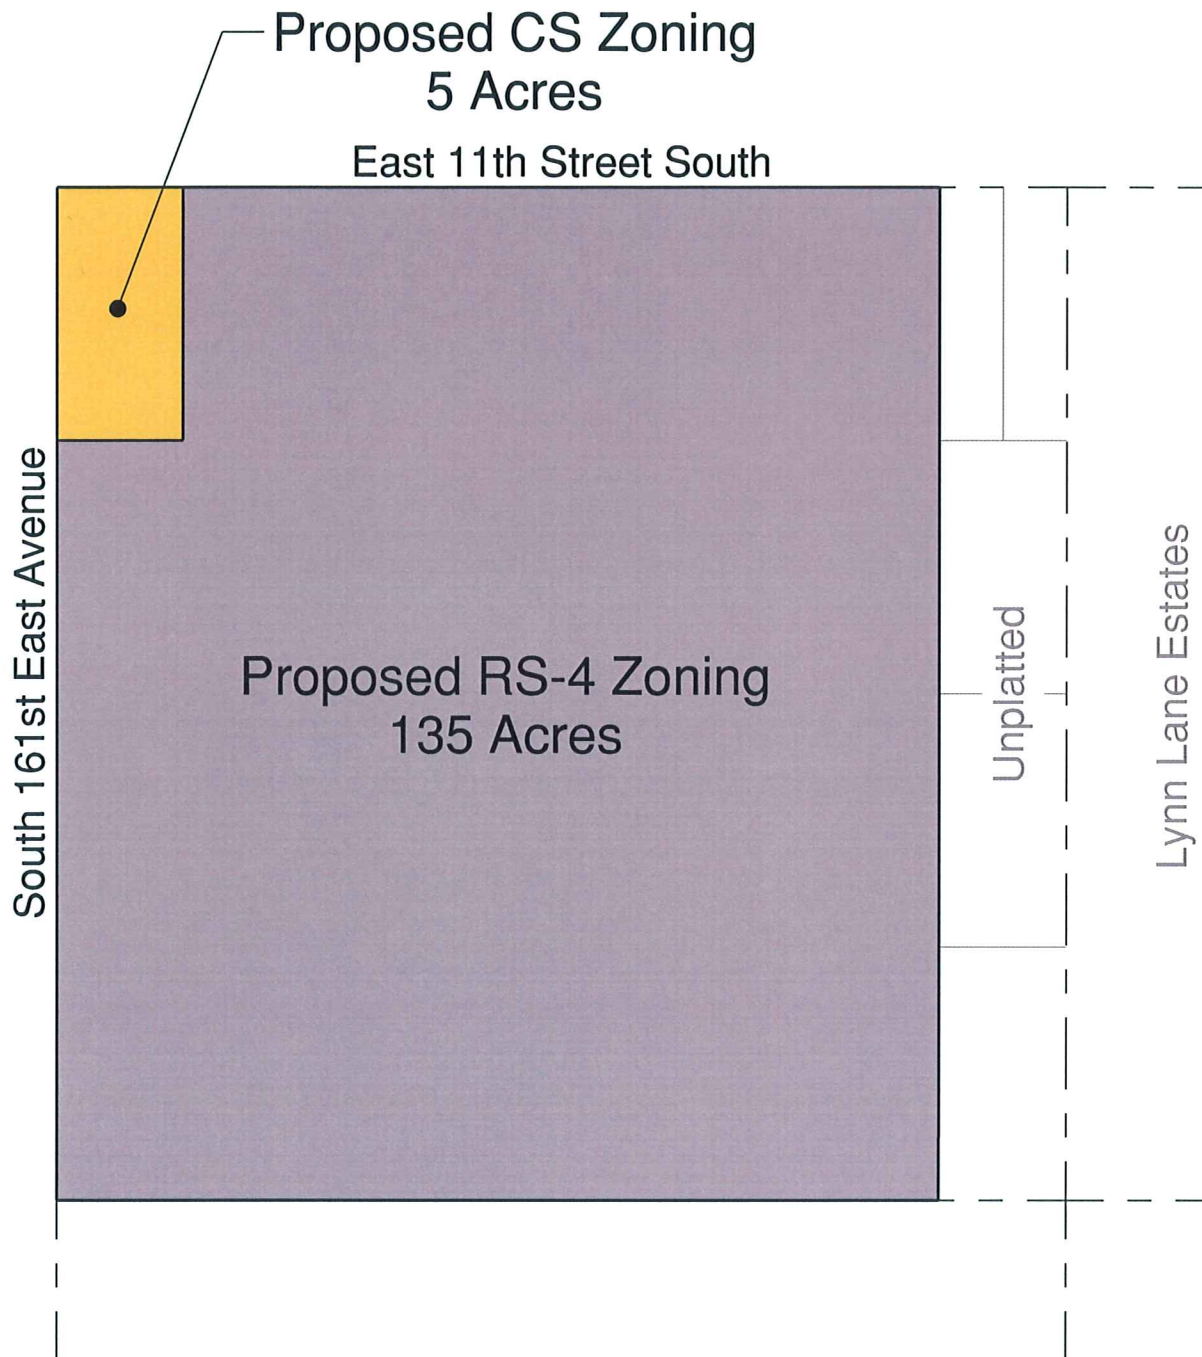 Proposed CS Zoning
5 Acres
East 11th Street South
South 161st East Avenue
Proposed RS-4 Zoning
135 Acres
Unplatted
Lynn Lane Estates